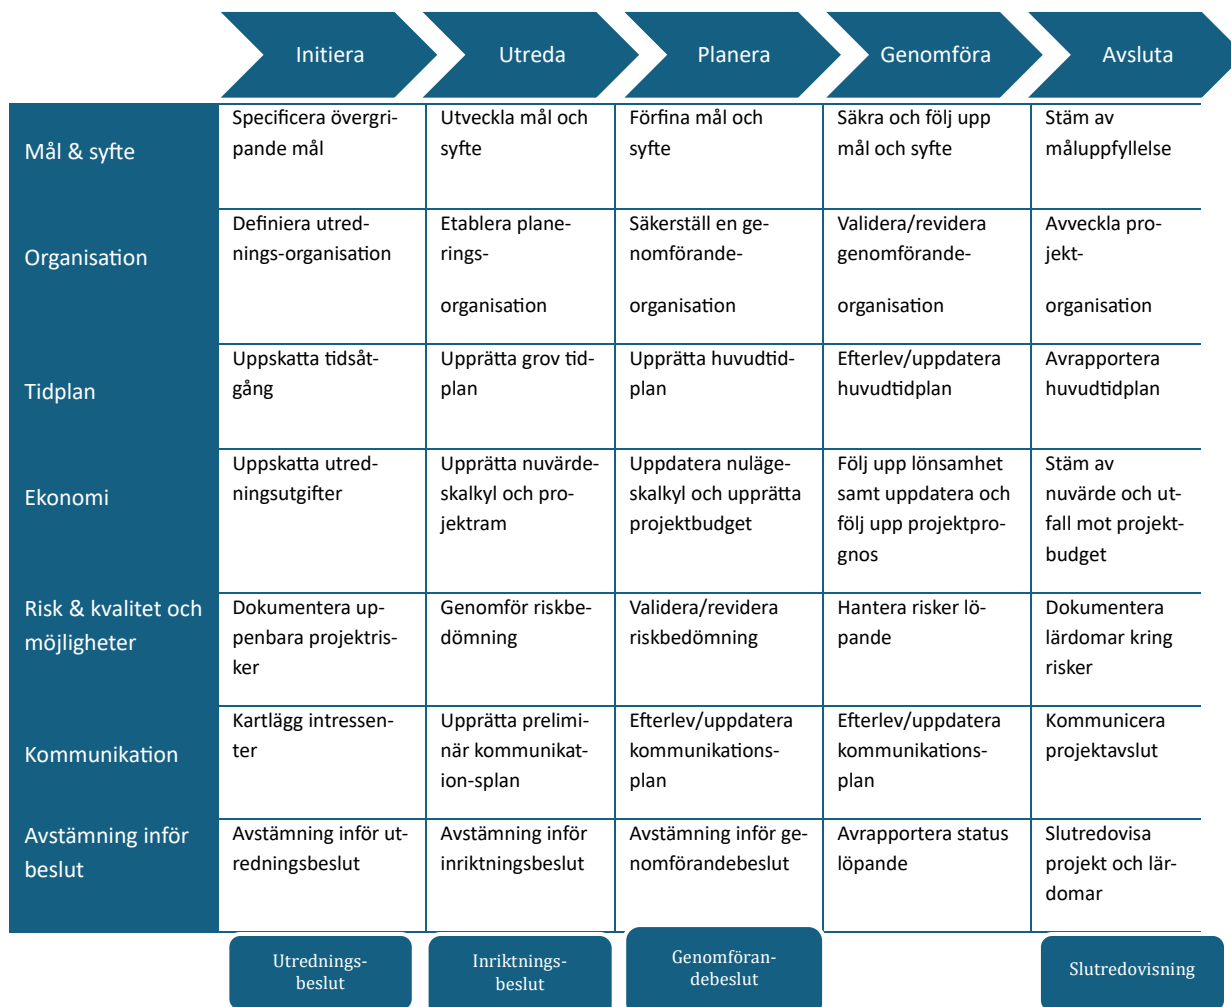 Initiera
Utreda
Planera
Genomföra
Avsluta
Mål & syfte
Specificera övergri-
pande mål
Utveckla mål och
syfte
Förfina mål och
syfte
Säkra och följ upp
mål och syfte
Stäm av
måluppfyllelse
Organisation
Definiera utred-
nings-organisation
Etablera plane-
rings-
organisation
Säkerställ en ge-
nomförande-
organisation
Validera/revidera
genomförande-
organisation
Avveckla pro-
jekt-
organisation
Tidplan
Uppskatta tidsåt-
gång
Upprätta grov tid-
plan
Upprätta huvudtid-
plan
Efterlev/uppdatera
huvudtidplan
Avrapportera
huvudtidplan
Ekonomi
Uppskatta utred-
ningsutgifter
Upprätta nuvärde-
skalkyl och pro-
jektram
Uppdatera nuläge-
skalkyl och upprätta
projektbudget
Följ upp lönsamhet
samt uppdatera och
följ upp projektpro-
gnos
Stäm av
nuvärde och ut-
fall mot projekt-
budget
Risk & kvalitet och
möjligheter
Dokumentera up-
penbara projektris-
ker
Genomför riskbe-
dömning
Validera/revidera
riskbedömning
Hantera risker lö-
pande
Dokumentera
lärdomar kring
risker
Kommunikation
Kartlägg intressen-
ter
Upprätta prelimi-
när kommunikat-
ion-splan
Efterlev/uppdatera
kommunikations-
plan
Efterlev/uppdatera
kommunikations-
plan
Kommunicera
projektavslut
Avstämning inför
beslut
Avstämning inför ut-
redningsbeslut
Avstämning inför
inriktningsbeslut
Avstämning inför ge-
nomförandebeslut
Avrapportera status
löpande
Slutredovisa
projekt och lär-
domar
Utrednings-
beslut
Inriktnings-
beslut
Genomföran-
debeslut
Slutredovisning